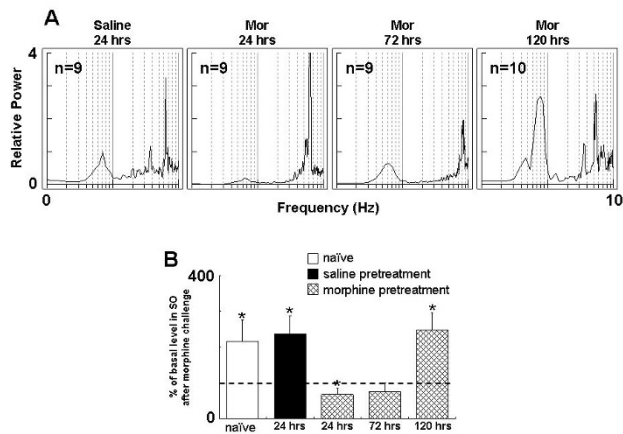 A
Saline
24 hrs
Mor
24 hrs
Mor
72 hrs
Mor
120 hrs
4
n=9
n=9
n=9
n=10
Relative Power
0
0
Frequency (Hz)
10
B
naïve
saline pretreatment
morphine pretreatment
400
% of basal level in SO
after morphine challenge
* * * *
0
naïve 24 hrs 24 hrs 72 hrs 120 hrs